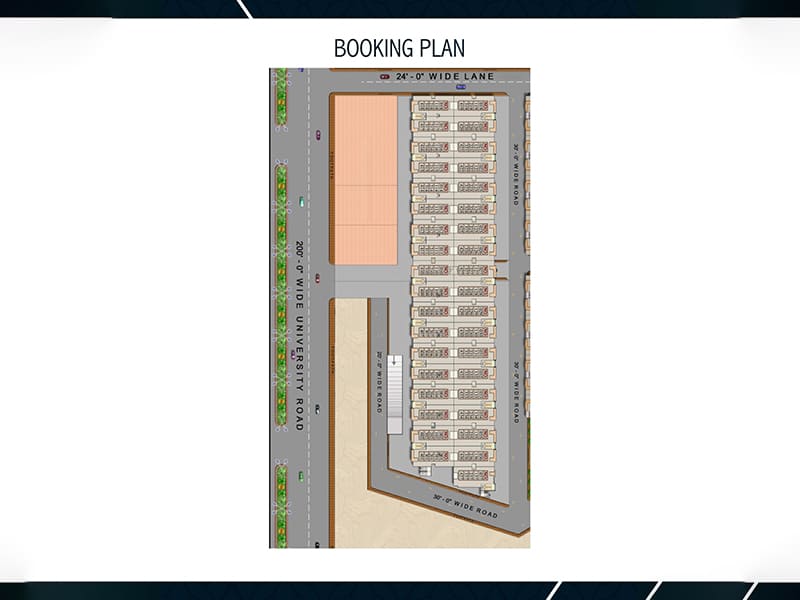 BOOKING PLAN
24'-0" WIDE LANE
30'-0" WIDE ROAD
200'-0" WIDE UNIVERSITY ROAD
20'-0" WIDE ROAD
30'-0" WIDE ROAD
30'-0" WIDE ROAD